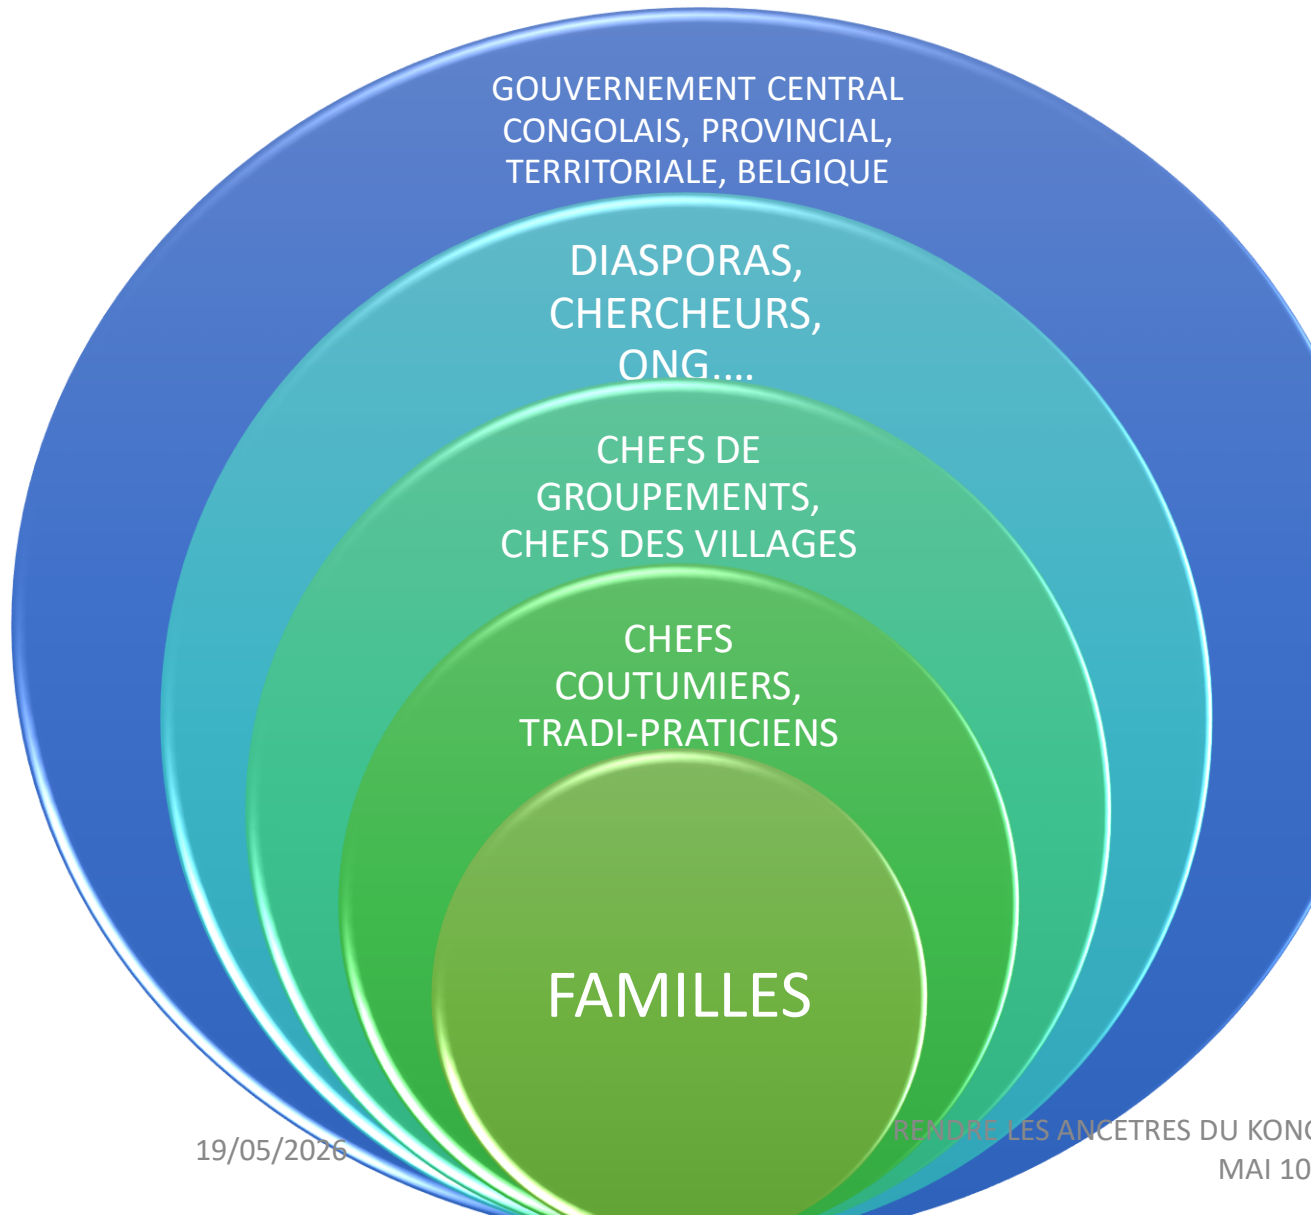 GOUVERNEMENT CENTRAL
CONGOLAIS, PROVINCIAL,
TERRITORIALE, BELGIQUE
DIASPORAS,
CHERCHEURS,
ONG....
CHEFS DE
GROUPEMENTS,
CHEFS DES VILLAGES
CHEFS
COUTUMIERS,
TRADI-PRATICIENS
FAMILLES
19/05/2026
RENDRE LES ANCETRES DU
MAI 10